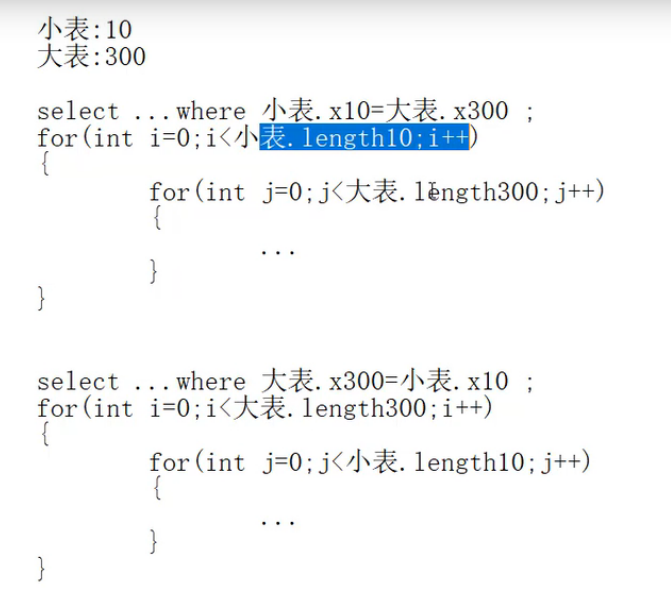 小表:10
大表:300
select ...where 小表.x10=大表.x300 ;
for(int i=0;i<小表.length10;i++)
{
for(int j=0;j<大表.length300;j++)
{
...
}
}
select ...where 大表.x300=小表.x10 ;
for(int i=0;i<大表.length300;i++)
{
for(int j=0;j<小表.length10;j++)
{
...
}
}